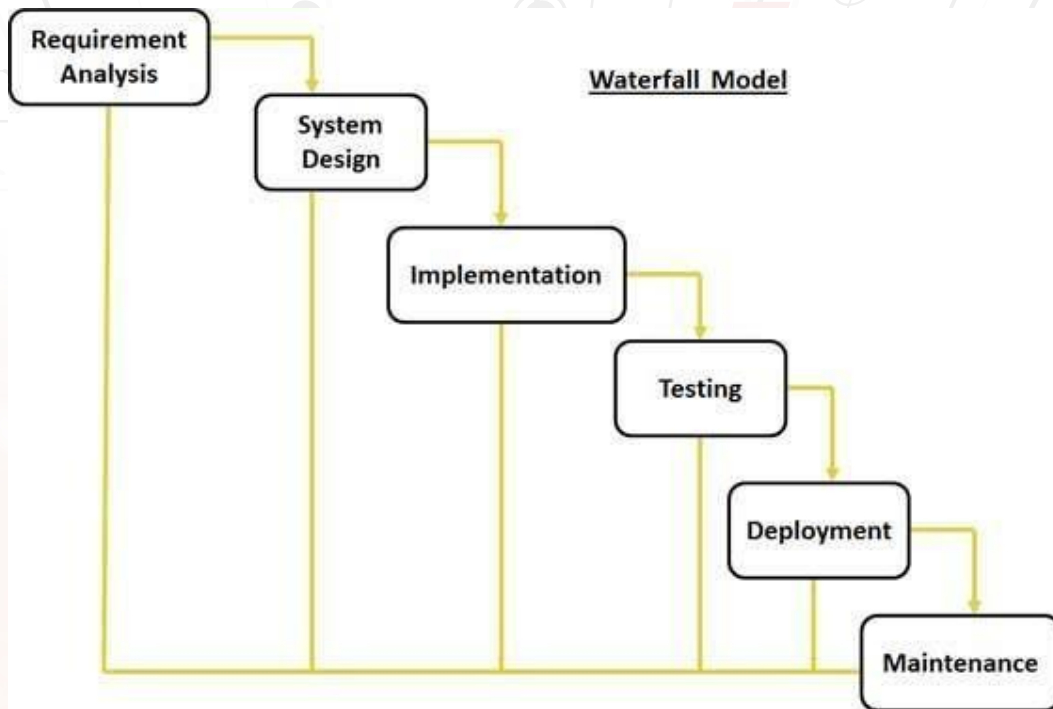 Requirement
Analysis
Waterfall Model
System
Design
Implementation
Testing
Deployment
Maintenance